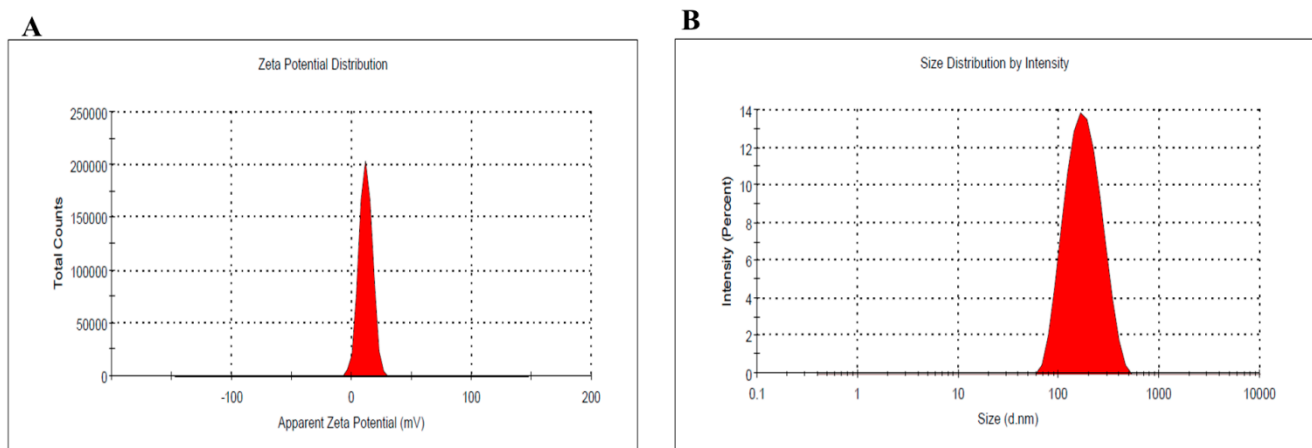 A
Zeta Potential Distribution
Total Counts
250000
200000
150000
100000
50000
0
-100 0 100 200
Apparent Zeta Potential (mV)
B
Size Distribution by Intensity
Intensity (Percent)
14
12
10
8
6
4
2
0
0.1 1 10 100 1000 10000
Size (d.nm)